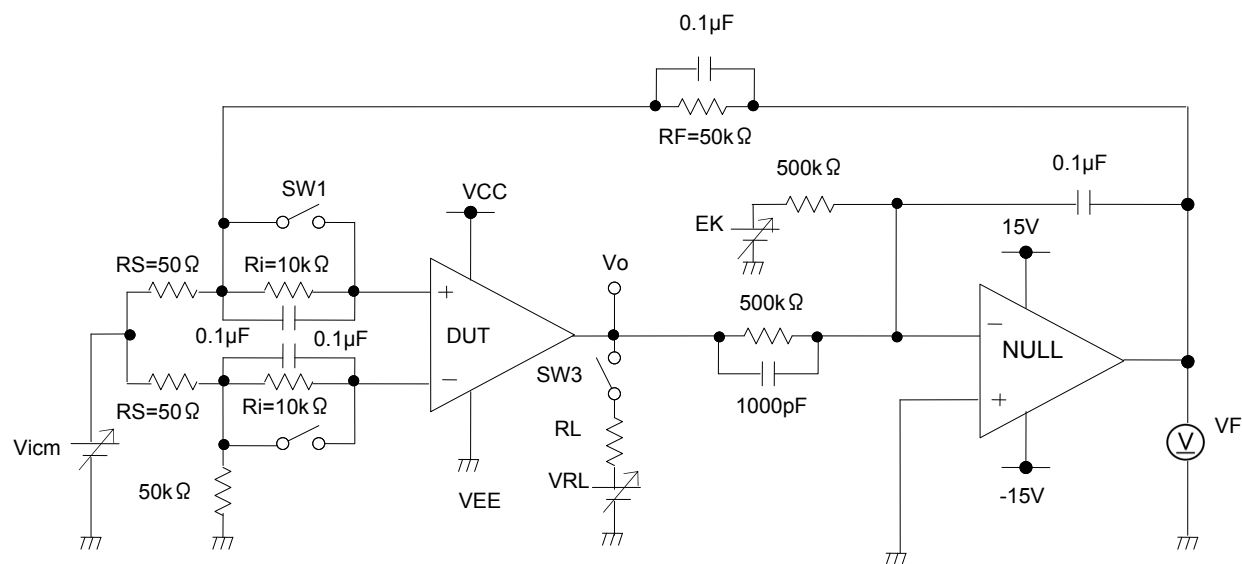 0.1µF
RF=50kΩ
500kΩ
0.1µF
SW1
VCC
EK
15V
RS=50Ω
Ri=10kΩ
Vo
500kΩ
0.1µF
0.1µF
+
DUT
−
−
NULL
+
SW3
1000pF
RS=50Ω
Ri=10kΩ
RL
VF
V
Vicm
VRL
50kΩ
VEE
-15V